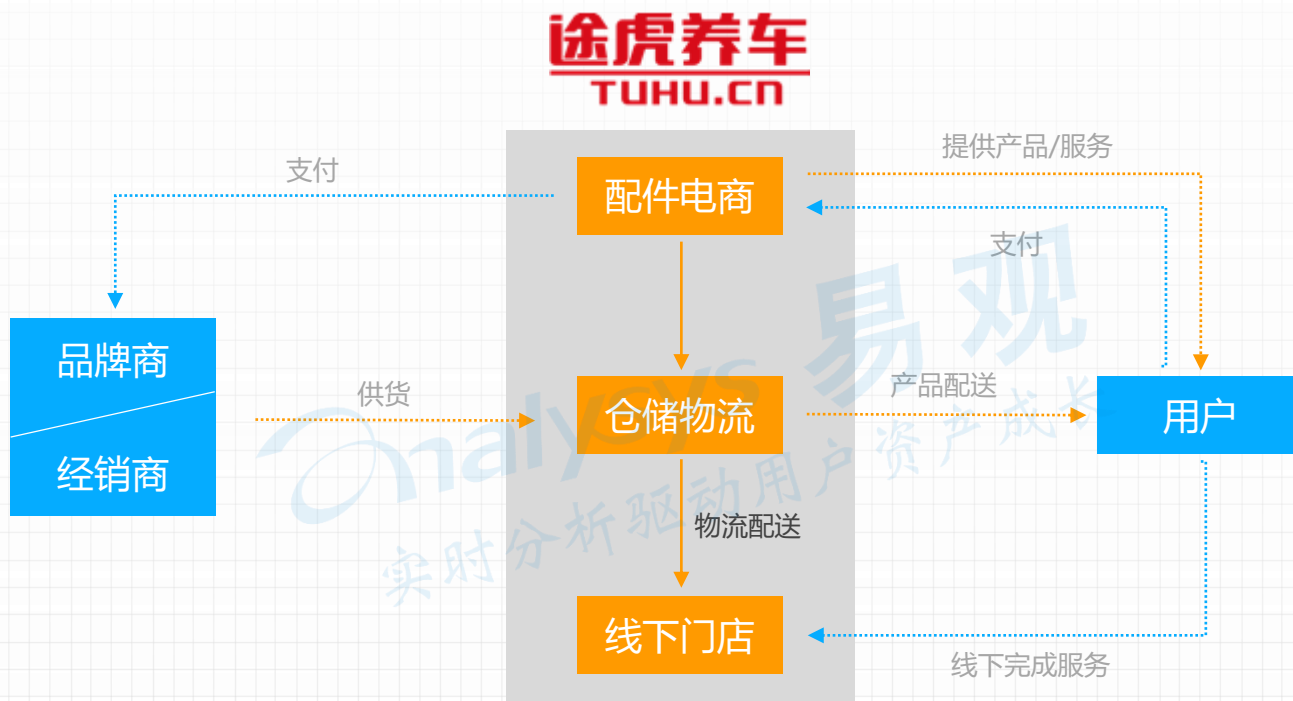 途虎养车
TUHU.CN
提供产品/服务
支付
配件电商
支付
品牌商
经销商
供货
仓储物流
产品配送
用户
物流配送
线下门店
线下完成服务
analysys 易观
实时分析驱动用户资产成长